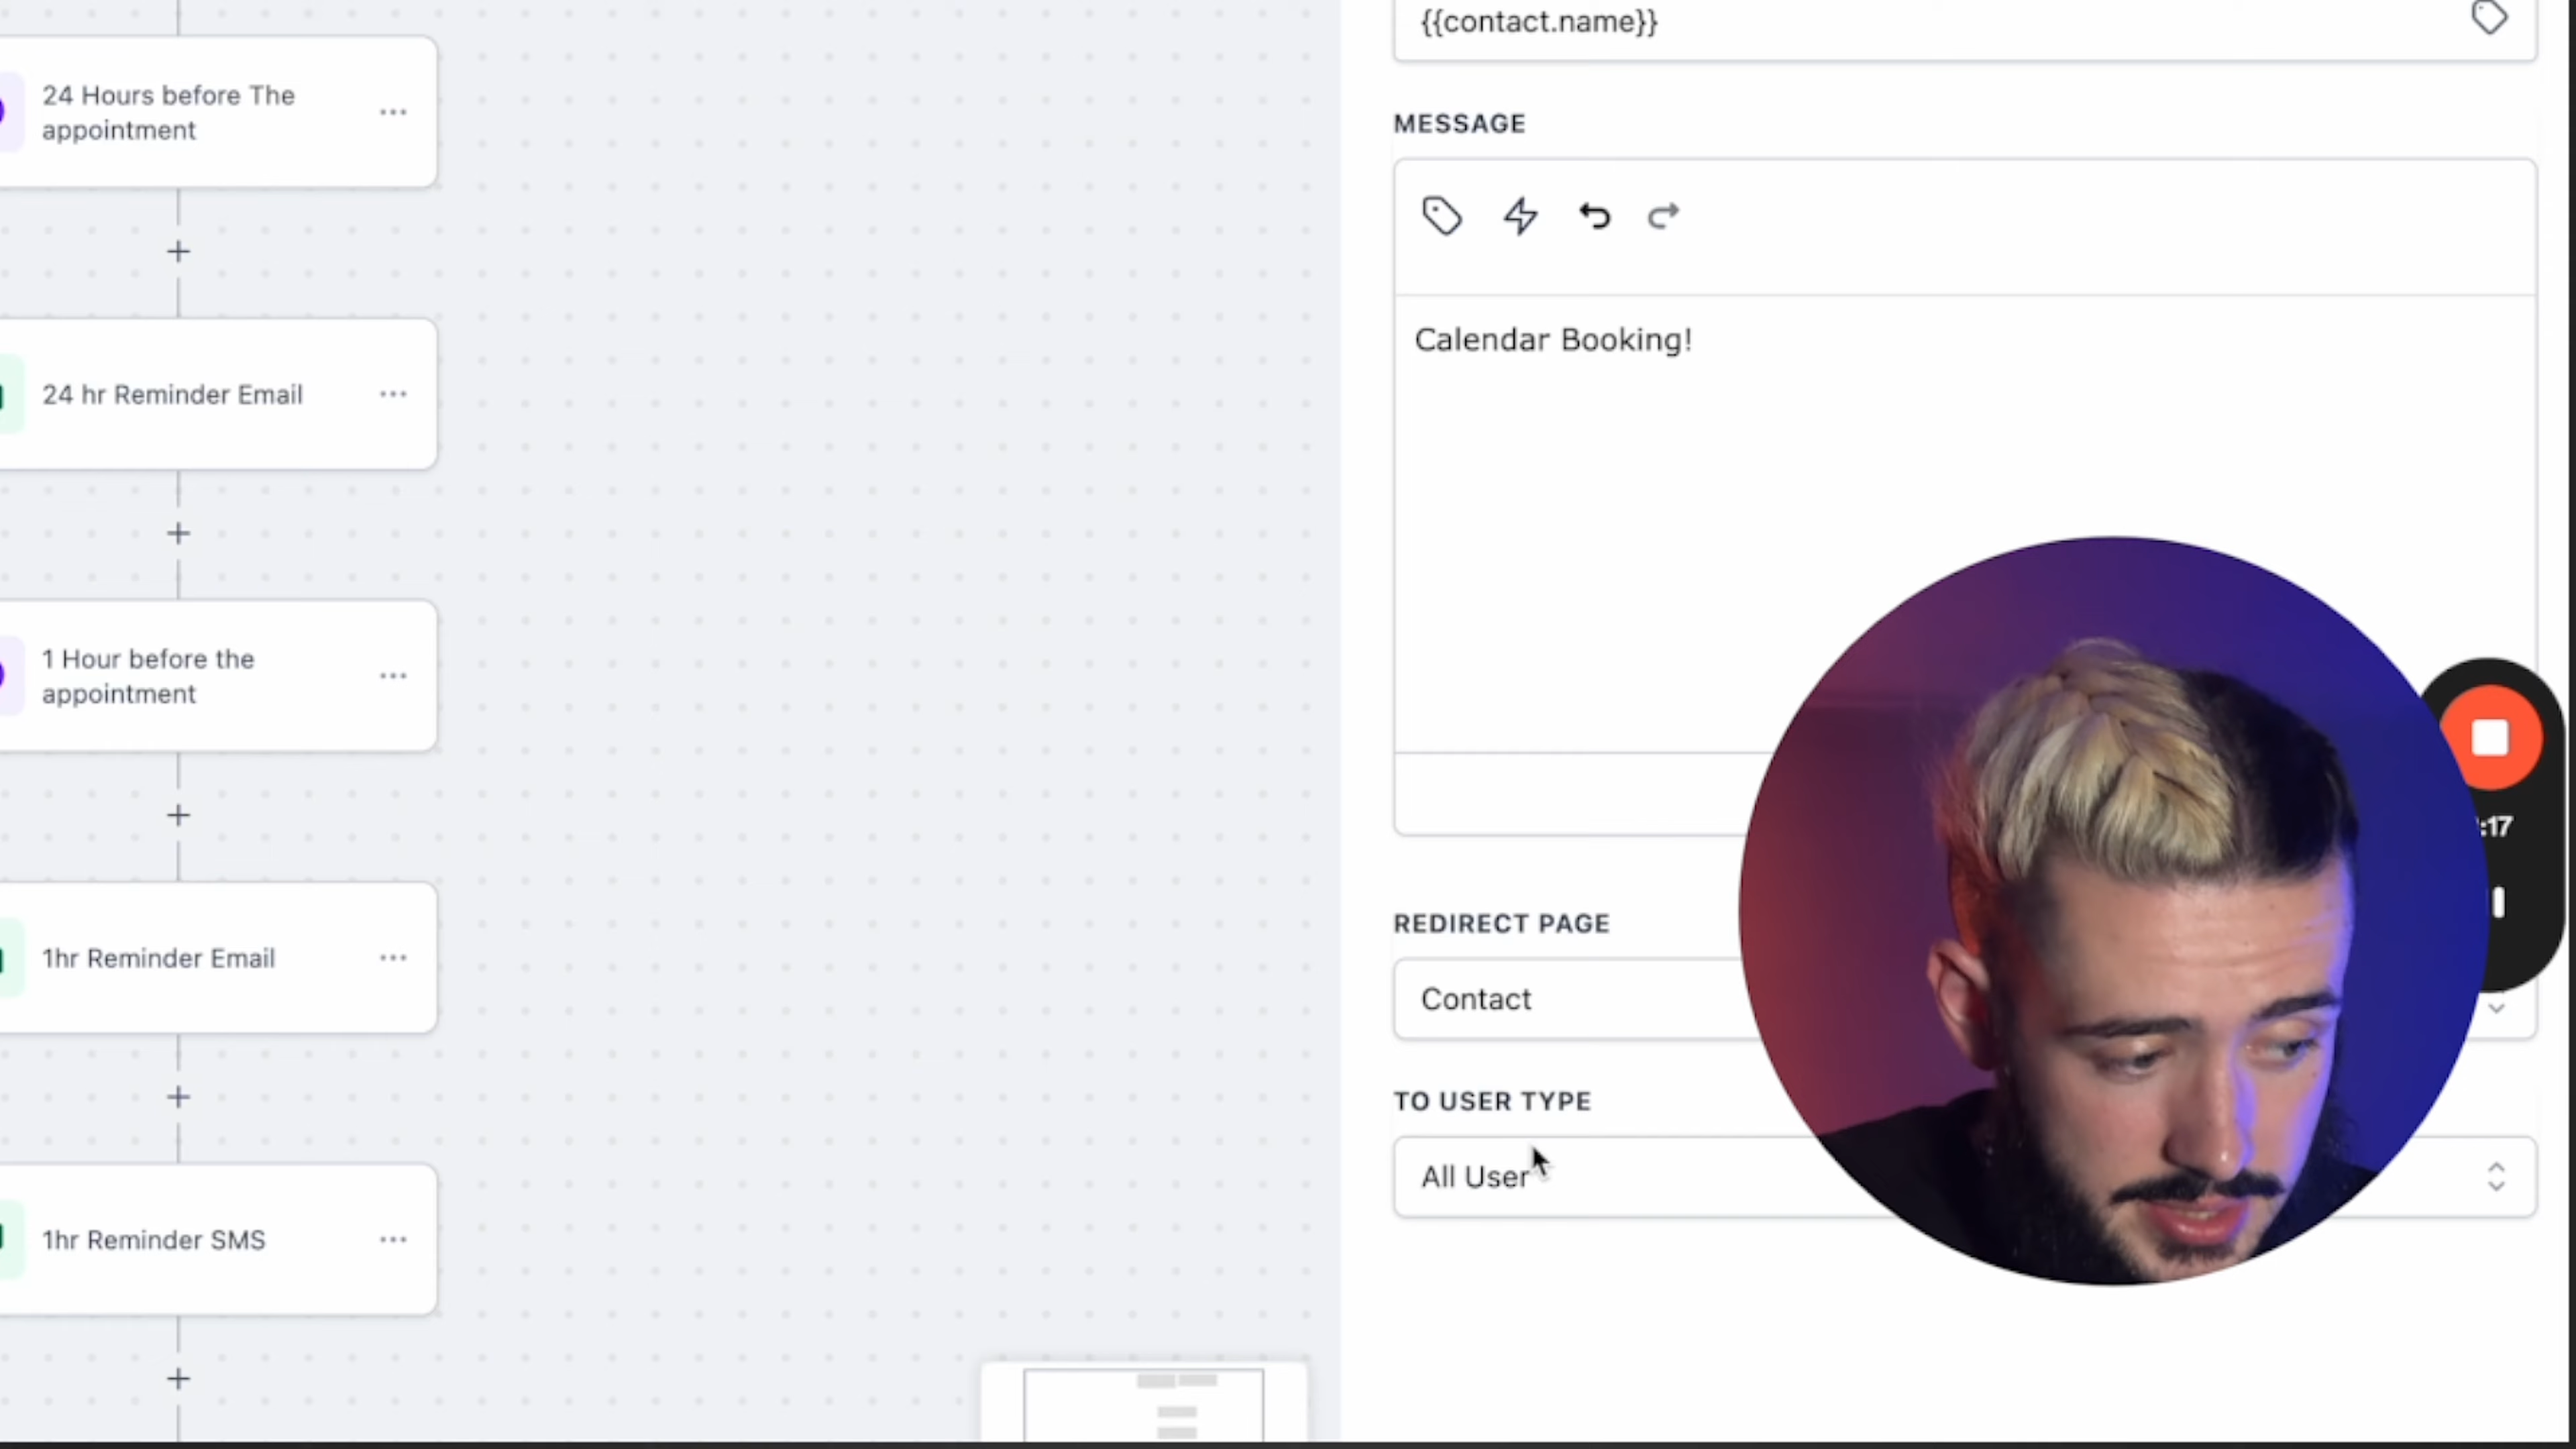 24 Hours before The
appointment
24 hr Reminder Email
1 Hour before the
appointment
1hr Reminder Email
1hr Reminder SMS
{{contact.name}}
MESSAGE
Calendar Booking!
REDIRECT PAGE
Contact
TO USER TYPE
All User
:17